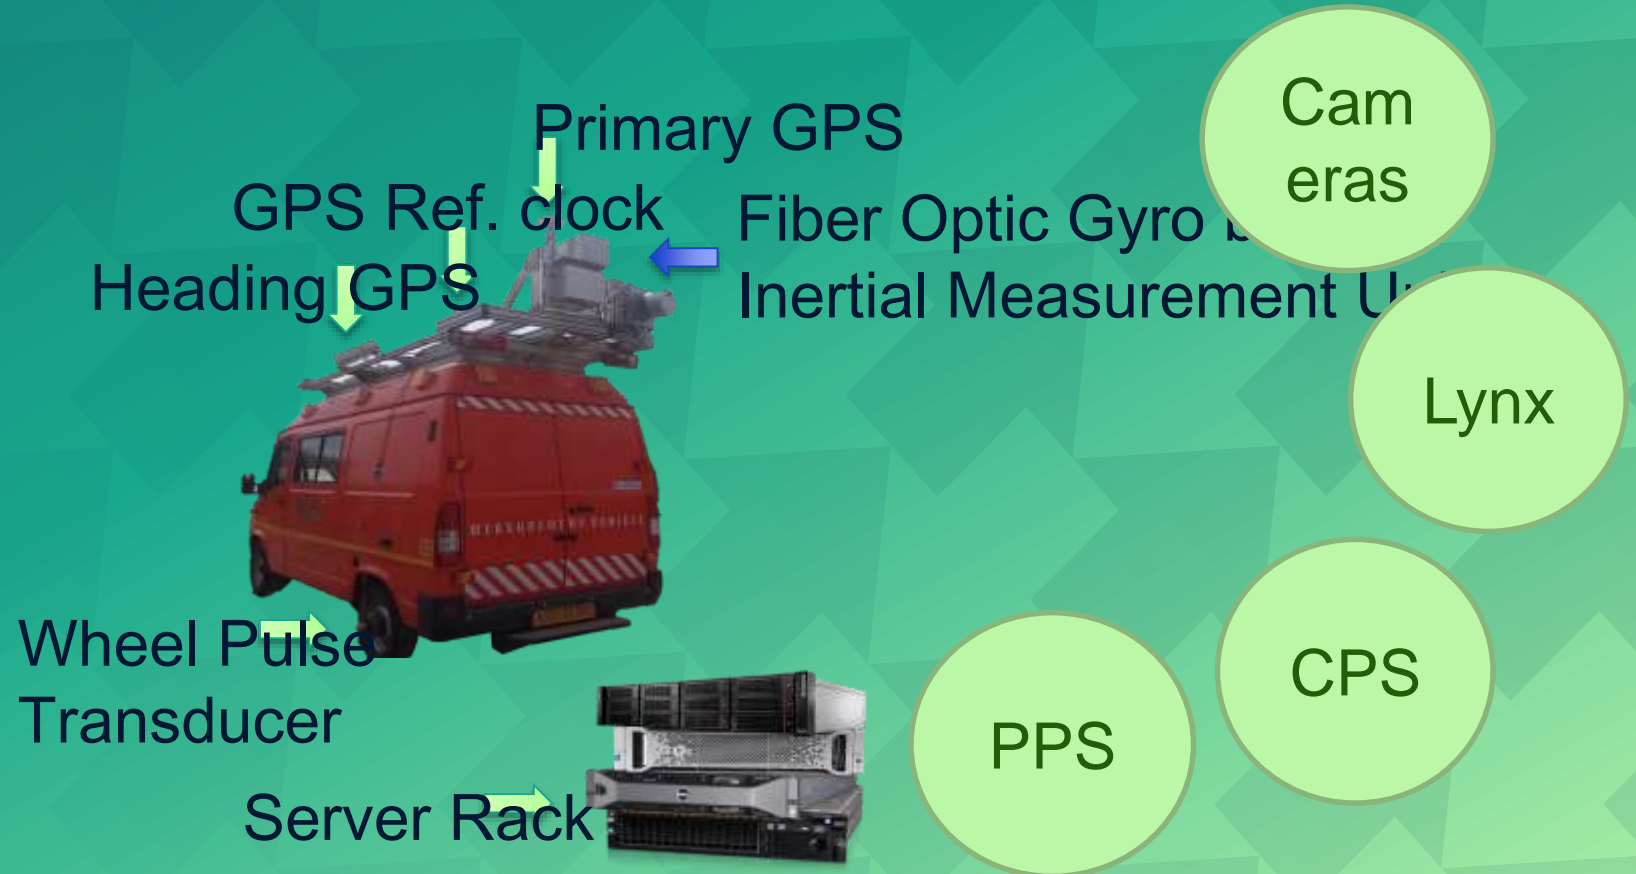 Primary GPS
GPS Ref. clock
Heading GPS
Fiber Optic Gyro
Inertial Measurement
Cam
eras
Lynx
Wheel Pulse
Transducer
Server Rack
PPS
CPS